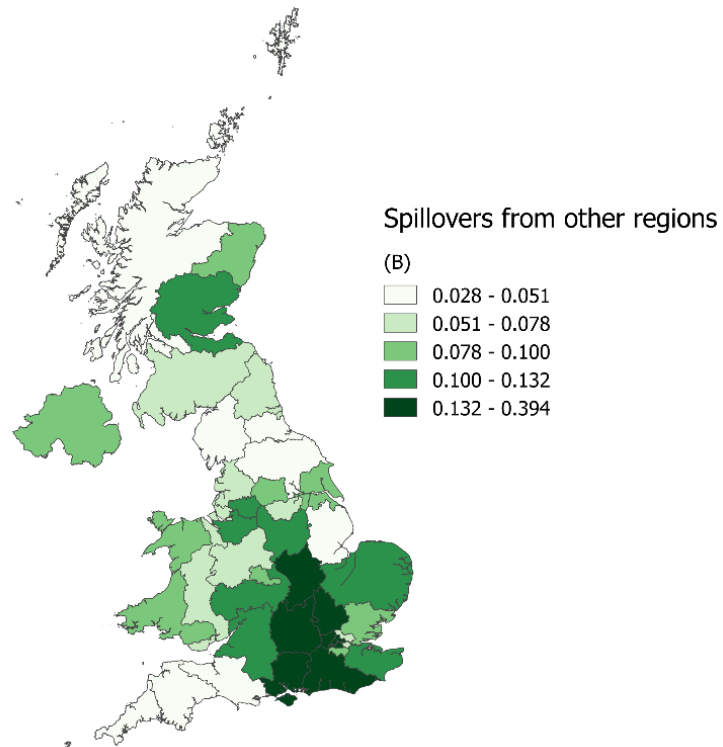 Spillovers from other regions
(B)
0.028 - 0.051
0.051 - 0.078
0.078 - 0.100
0.100 - 0.132
0.132 - 0.394